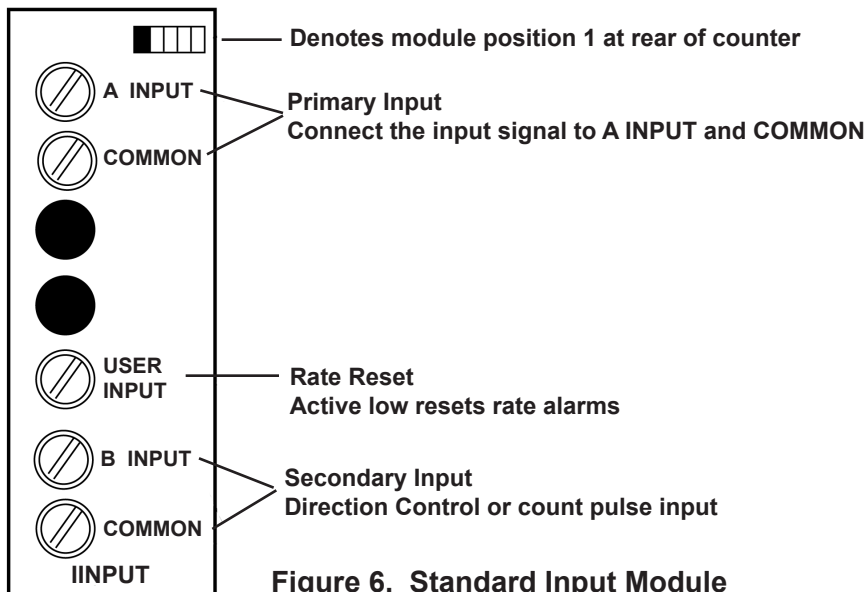 Denotes module position 1 at rear of counter
A INPUT
Primary Input
Connect the input signal to A INPUT and COMMON
COMMON
USER
INPUT
Rate Reset
Active low resets rate alarms
B INPUT
Secondary Input
Direction Control or count pulse input
COMMON
IINPUT
Figure 6. Standard Input Module